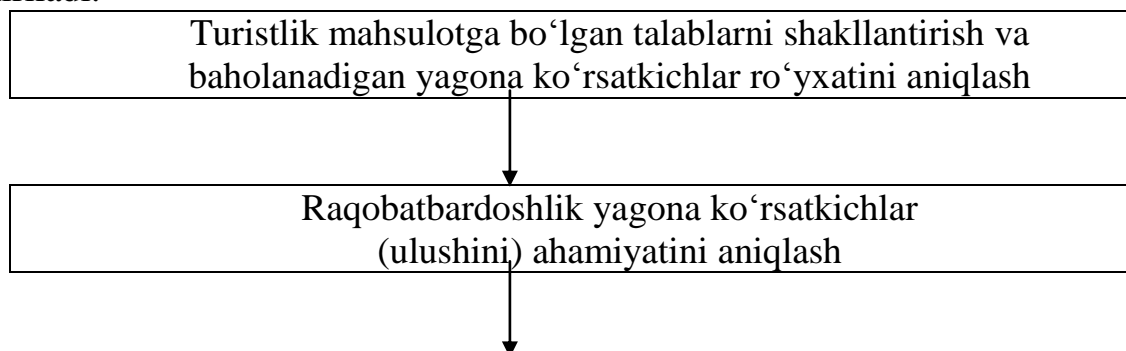 Turistlik mahsulotga bo‘lgan talablarni shakllantirish va
baholanadigan yagona ko‘rsatkichlar ro‘yxatini aniqlash
Raqobatbardoshlik yagona ko‘rsatkichlar
(ulushini) ahamiyatini aniqlash